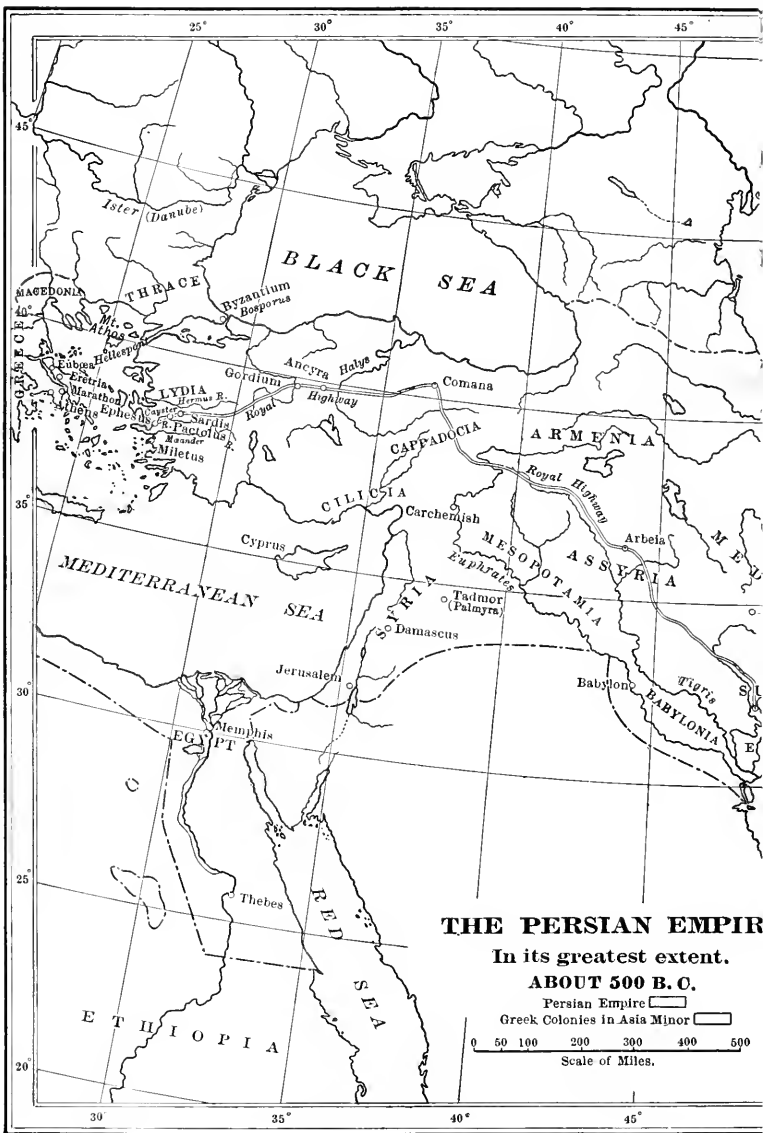 25° 30° 35° 40° 45°
45°
Ister (Danube)
BLACK SEA
THRACE
MACEDONIA
40°
Mt. Athos
Byzantium
Bosporus
Hellespont
GREECE
Eubœa
Eretria
Marathon
Athens
Ephesus
LYDIA
Hermus R.
Cayster R.
Sardis
Pactolus R.
Mæander
Miletus
Gordium
Ancyra
Halys
Royal Highway
Comana
CAPPADOCIA
ARMENIA
Royal Highway
35°
CILICIA
Carchemish
Arbela
MED
MESOPOTAMIA
ASSYRIA
Cyprus
Euphrates
MEDITERRANEAN SEA
SYRIA
Tadmor
(Palmyra)
Damascus
Jerusalem
Babylon
Tigris
SU
BABYLONIA
E
30°
Memphis
EGYPT
25°
Thebes
RED SEA
ETHIOPIA
20°
THE PERSIAN EMPIR
In its greatest extent.
ABOUT 500 B. C.
Persian Empire
Greek Colonies in Asia Minor
0 50 100 200 300 400 500
Scale of Miles.
30° 35° 40° 45°